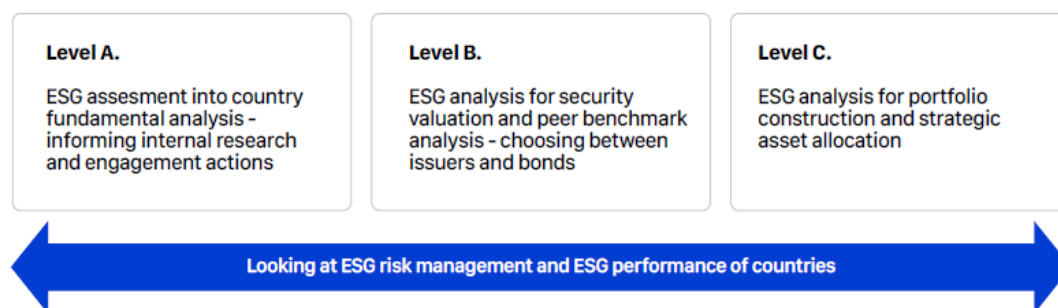 Level A.
ESG assesment into country
fundamental analysis -
informing internal research
and engagement actions
Level B.
ESG analysis for security
valuation and peer benchmark
analysis - choosing between
issuers and bonds
Level C.
ESG analysis for portfolio
construction and strategic
asset allocation
Looking at ESG risk management and ESG performance of countries